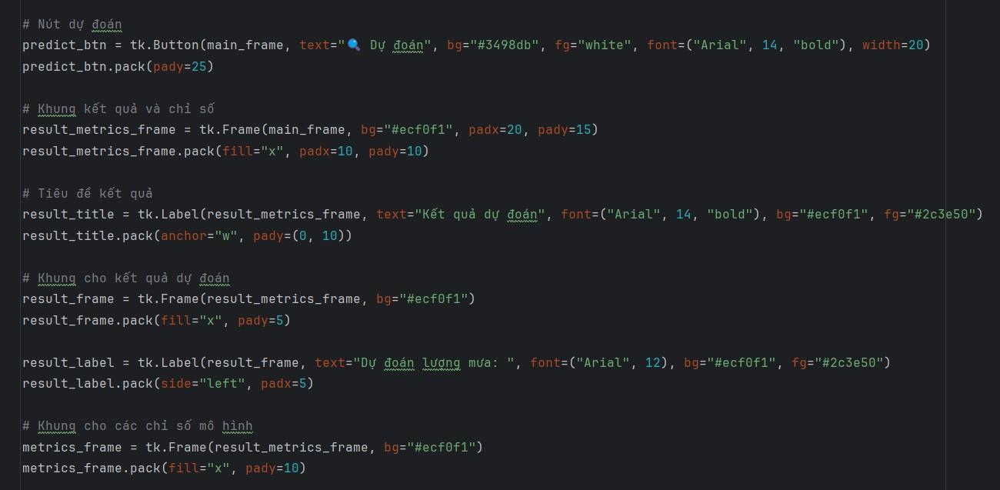 # Nút dự đoán
predict_btn = tk.Button(main_frame, text="🔍 Dự đoán", bg="#3498db", fg="white", font=("Arial", 14, "bold"), width=20)
predict_btn.pack(pady=25)
# Khung kết quả và chỉ số
result_metrics_frame = tk.Frame(main_frame, bg="#ecf0f1", padx=20, pady=15)
result_metrics_frame.pack(fill="x", padx=10, pady=10)
# Tiêu đề kết quả
result_title = tk.Label(result_metrics_frame, text="Kết quả dự đoán", font=("Arial", 14, "bold"), bg="#ecf0f1", fg="#2c3e50")
result_title.pack(anchor="w", pady=(0, 10))
# Khung cho kết quả dự đoán
result_frame = tk.Frame(result_metrics_frame, bg="#ecf0f1")
result_frame.pack(fill="x", pady=5)
result_label = tk.Label(result_frame, text="Dự đoán lượng mưa: ", font=("Arial", 12), bg="#ecf0f1", fg="#2c3e50")
result_label.pack(side="left", padx=5)
# Khung cho các chỉ số mô hình
metrics_frame = tk.Frame(result_metrics_frame, bg="#ecf0f1")
metrics_frame.pack(fill="x", pady=10)